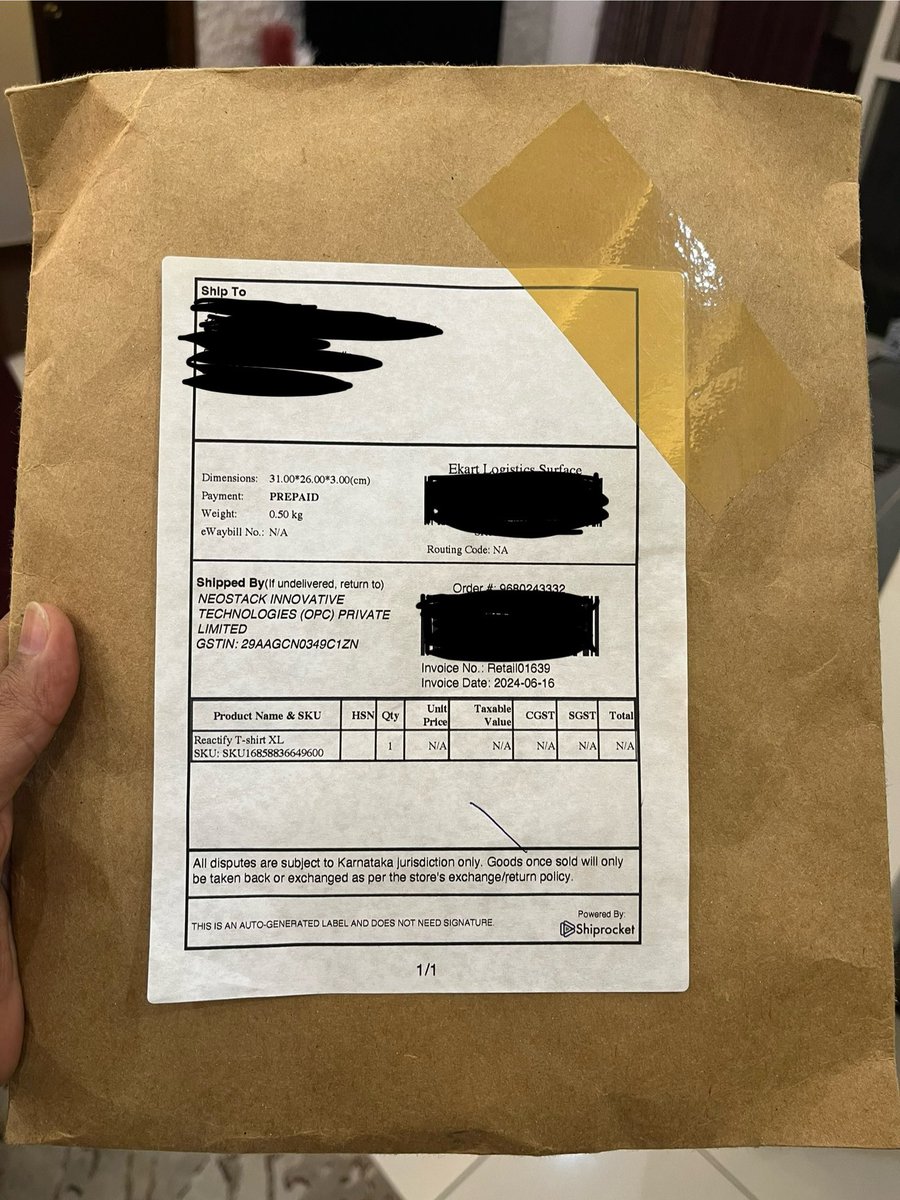 Ship To
Dimensions: 31.00*26.00*3.00(cm)
Payment: PREPAID
Weight: 0.50 kg
eWaybill No.: N/A
Ekart Logistics Surface
Routing Code: NA
Shipped By(If undelivered, return to)
NEOSTACK INNOVATIVE
TECHNOLOGIES (OPC) PRIVATE
LIMITED
GSTIN: 29AAGCN0349C1ZN
Order #: 9680243332
Invoice No.: Retail01639
Invoice Date: 2024-06-16
Product Name & SKU HSN Qty Unit Price Taxable Value CGST SGST Total
Reactify T-shirt XL
SKU: SKU16858836649600 1 N/A N/A N/A N/A N/A
All disputes are subject to Karnataka jurisdiction only. Goods once sold will only
be taken back or exchanged as per the store's exchange/return policy.
THIS IS AN AUTO-GENERATED LABEL AND DOES NOT NEED SIGNATURE.
Powered By:
Shiprocket
1/1